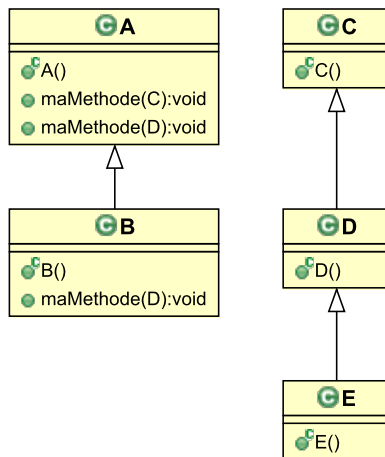 C A
C A()
maMethode(C):void
maMethode(D):void
C B
C B()
maMethode(D):void
C C
C C()
C D
C D()
C E
C E()